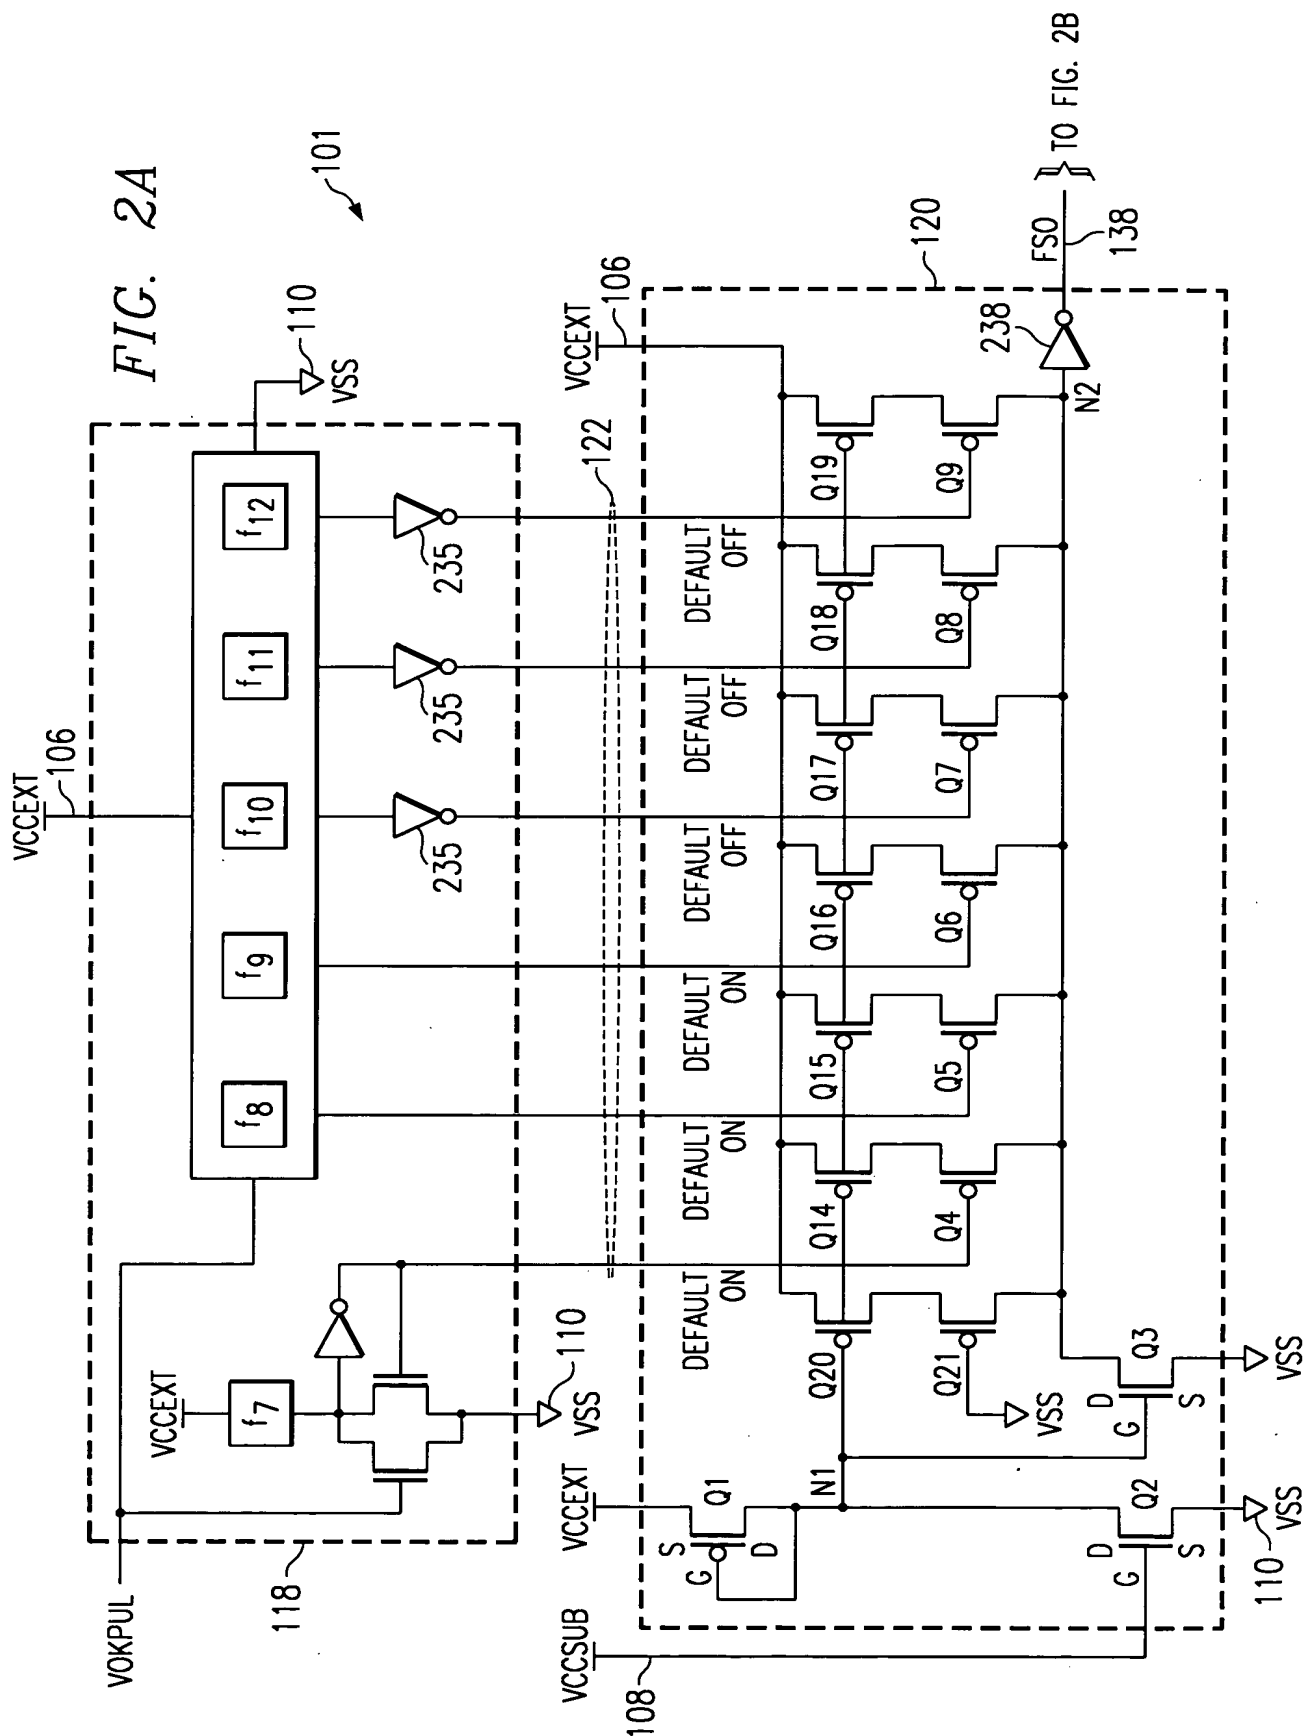 FIG. 2A
101
VCCEXT
106
110
VSS
f8
f9
f10
f11
f12
235
235
235
VOKPUL
118
VCCEXT
f7
110
VSS
122
VCCEXT
106
120
DEFAULT
ON
DEFAULT
ON
DEFAULT
ON
DEFAULT
OFF
DEFAULT
OFF
DEFAULT
OFF
VCCSUB
108
VCCEXT
S
G
D
Q1
N1
Q20
Q14
Q15
Q16
Q17
Q18
Q19
Q21
Q4
Q5
Q6
Q7
Q8
Q9
VSS
D
G
S
Q2
D
G
S
Q3
110
VSS
VSS
N2
238
FSO
138
TO FIG. 2B